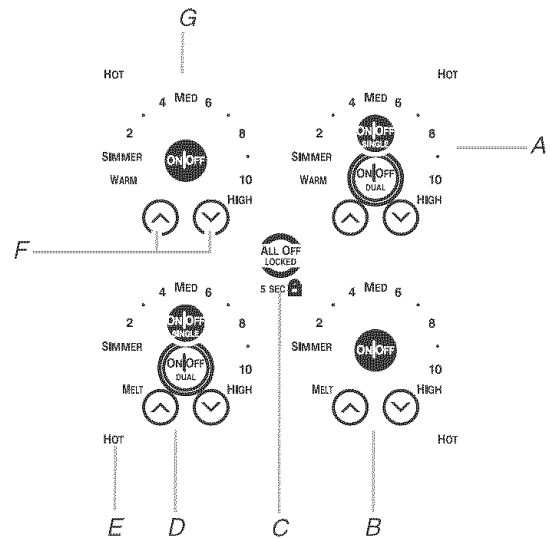 G
HOT HOT
4 MED 6 4 MED 6
2 8 2 ON OFF SINGLE 8
A
SIMMER ON OFF SIMMER
WARM 10 WARM ON OFF DUAL 10
HIGH HIGH
F
ALL OFF
LOCKED
5 SEC
4 MED 6 4 MED 6
2 ON OFF SINGLE 8 2 8
SIMMER SIMMER ON OFF
ON OFF DUAL 10 10
MELT HIGH MELT HIGH
HOT HOT
E D C B